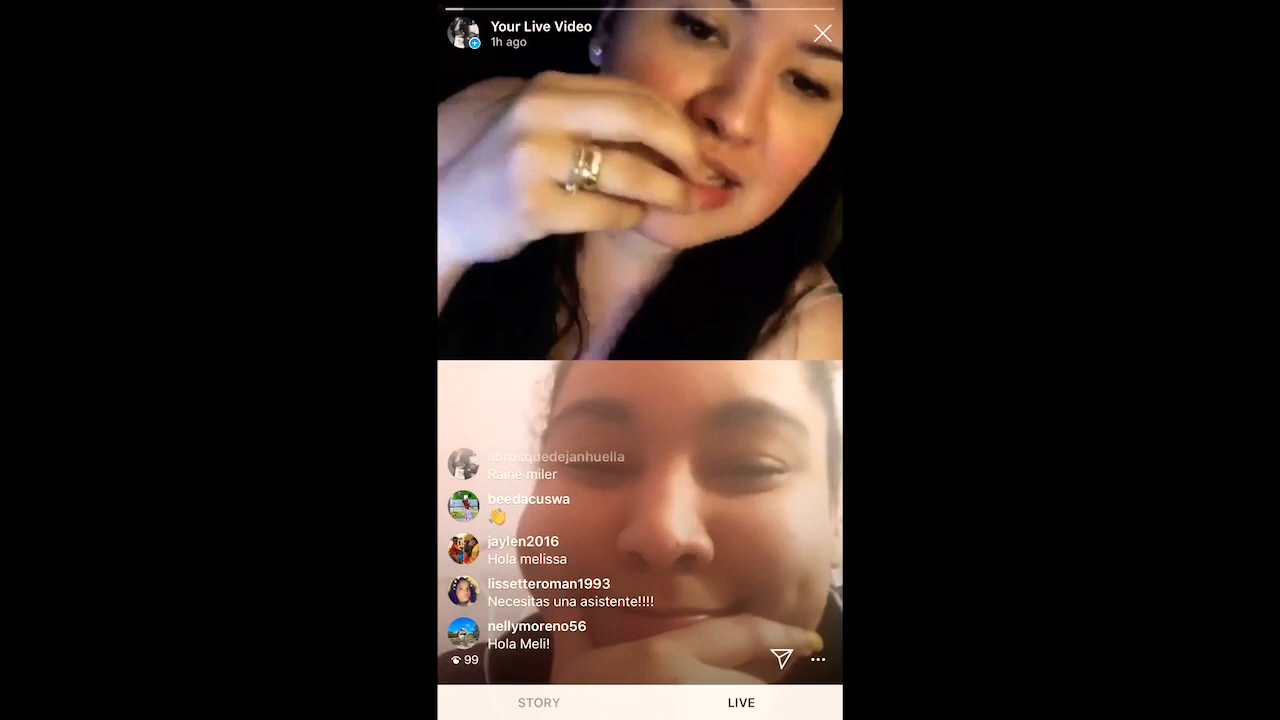 Your Live Video
1h ago
librosquedejanhuella
Raine miler
beedacuswa
jaylen2016
Hola melissa
lissetteroman1993
Necesitas una asistente!!!!
nellymoreno56
Hola Meli!
99
STORY
LIVE